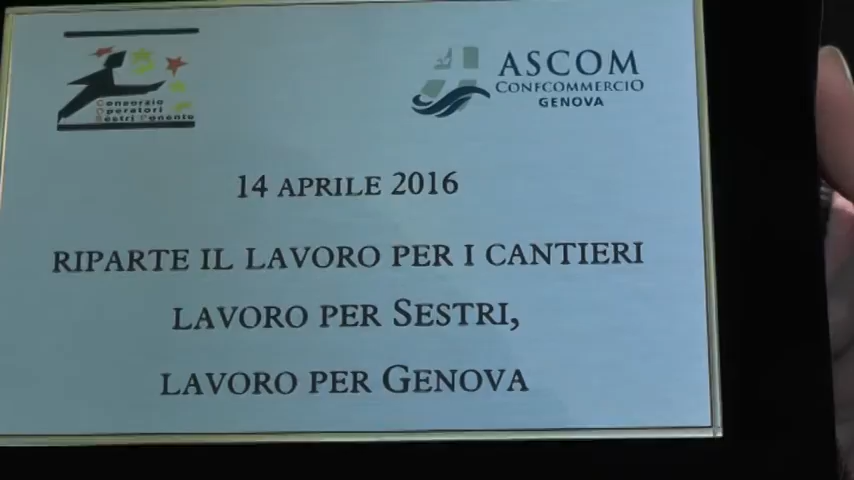 Consorzio
Operatori
Sestri Ponente
ASCOM
CONFCOMMERCIO
GENOVA
14 APRILE 2016
RIPARTE IL LAVORO PER I CANTIERI
LAVORO PER SESTRI,
LAVORO PER GENOVA